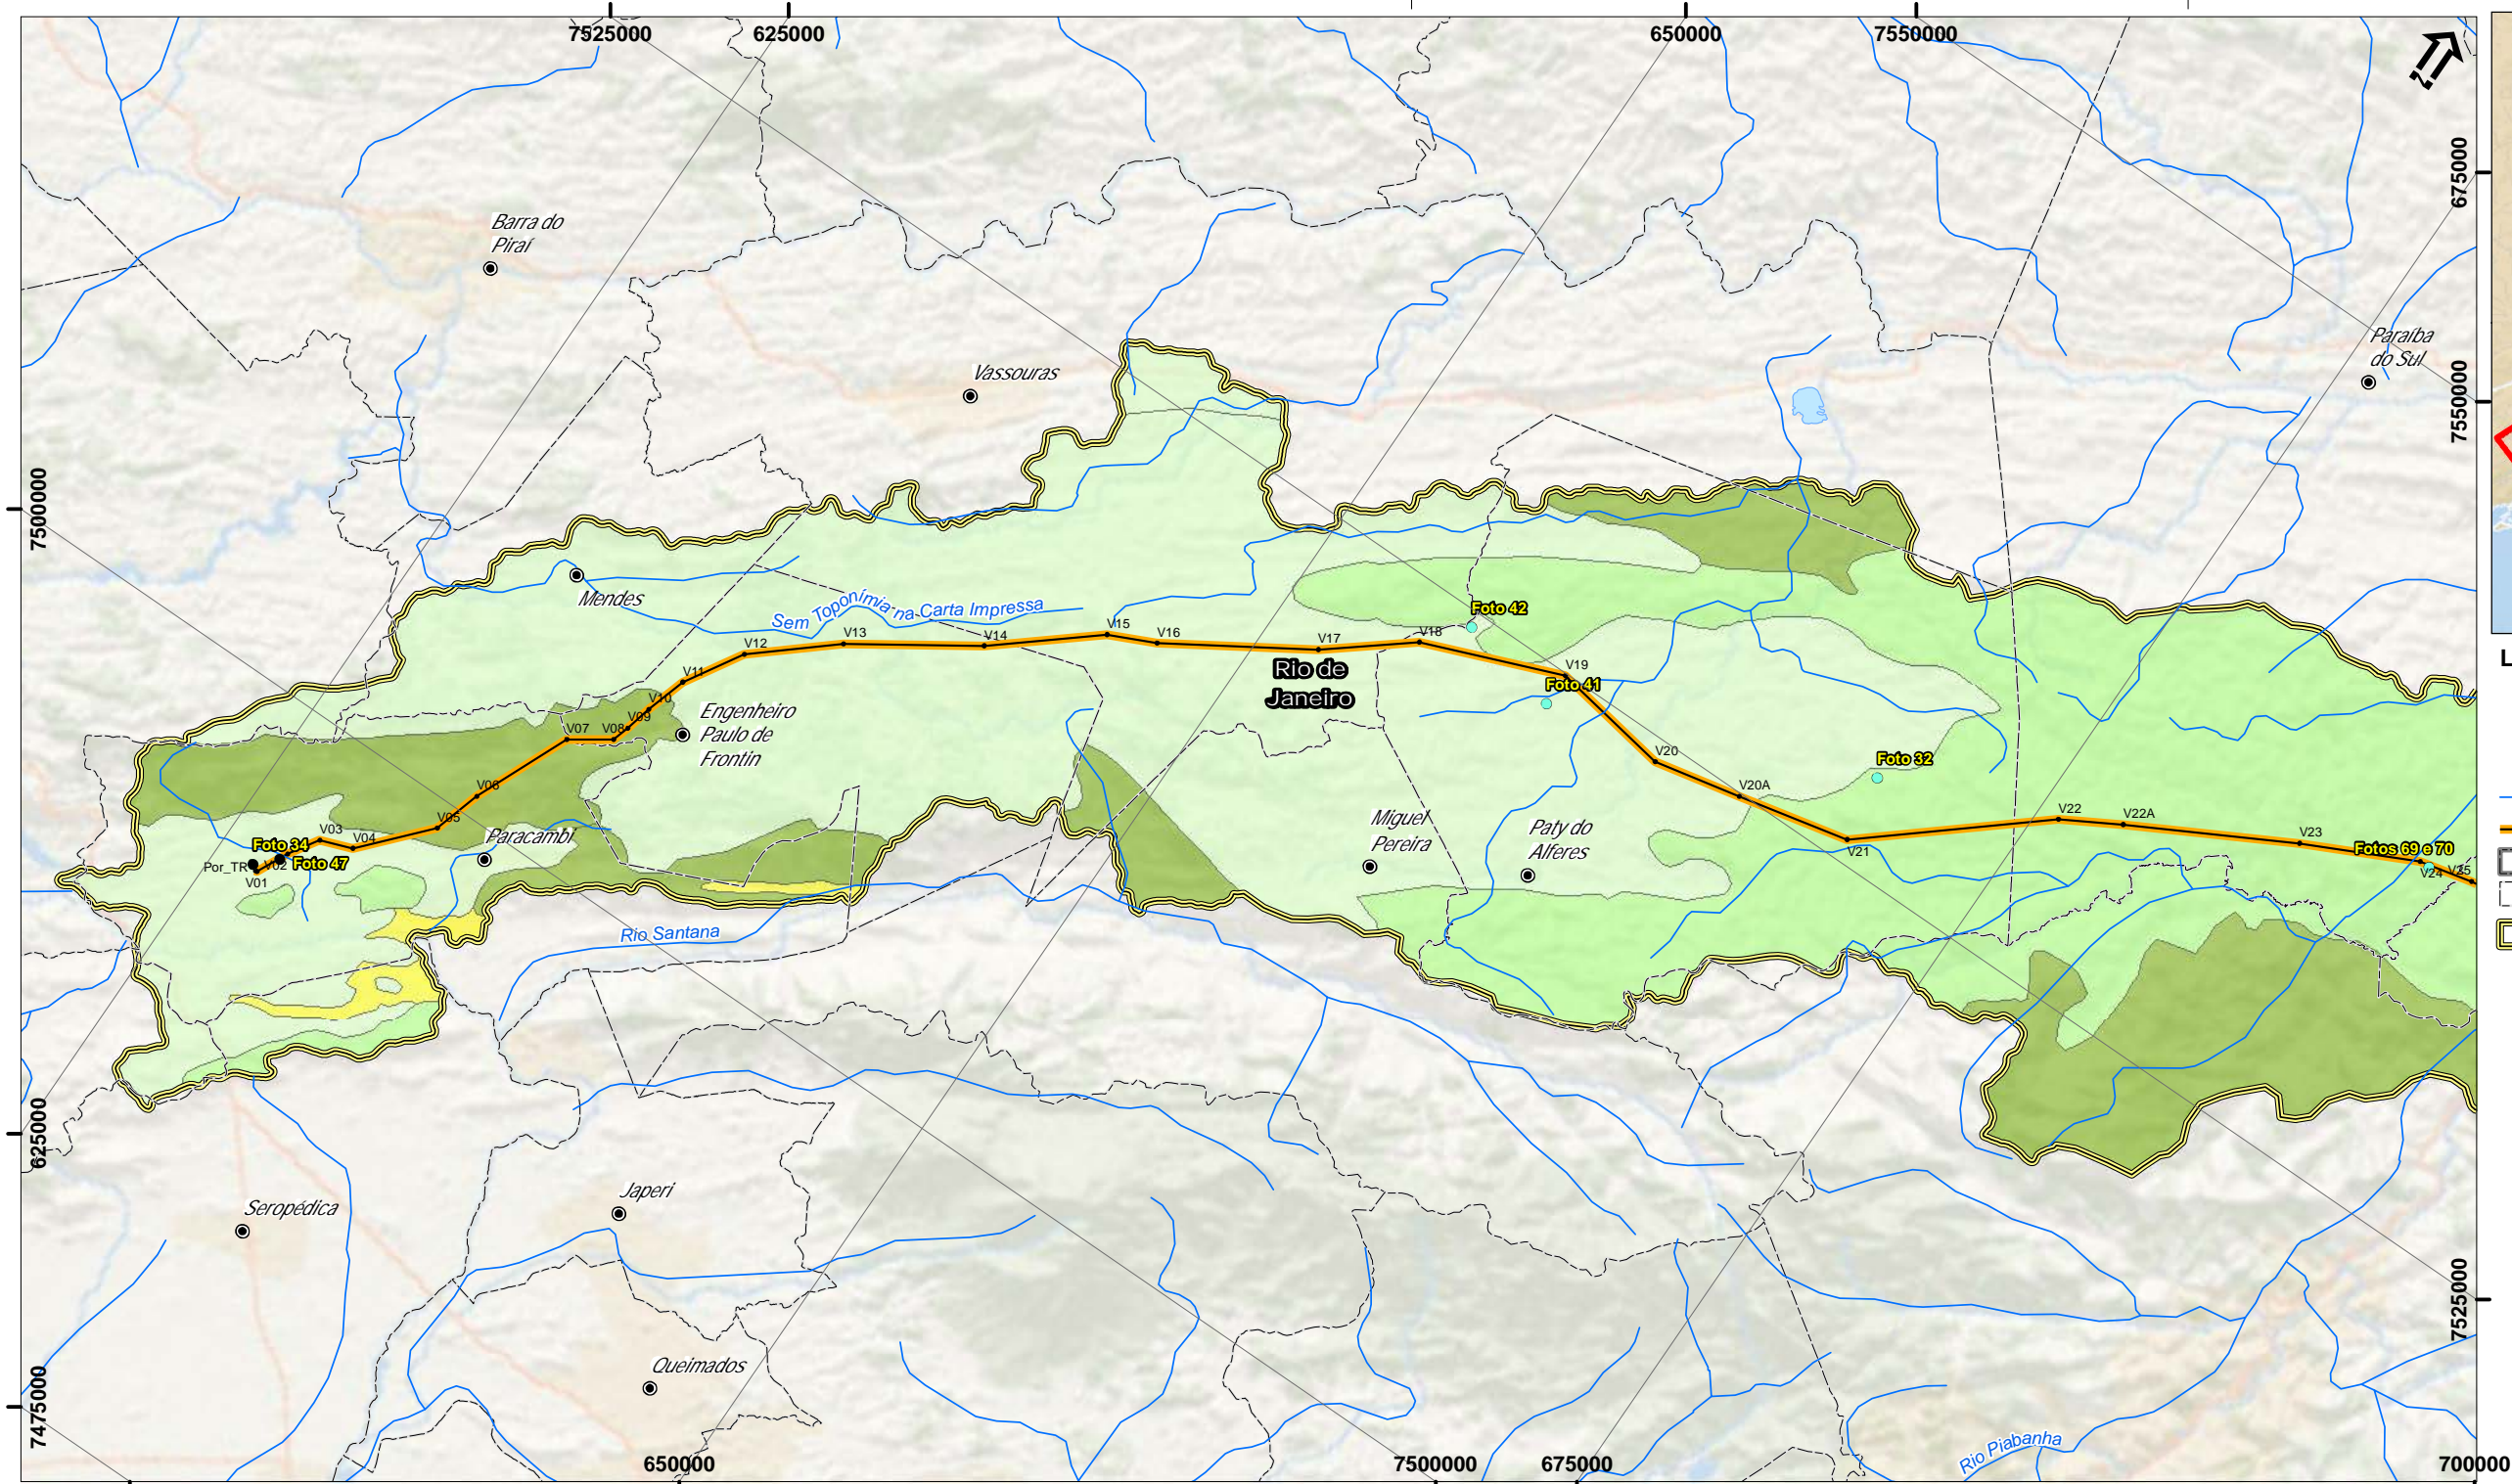 7525000
625000
650000
7550000
N
675000
Barra do
Piraí
Paraíba
do Sul
Vassouras
7550000
7500000
Mendes
Sem Toponímia na Carta Impressa
Foto 42
V11
V12
V13
V14
V15
V16
V17
V18
V19
Rio de
Janeiro
Foto 41
L
V10
V09
V08
V07
Engenheiro
Paulo de
Frontin
V20
Foto 32
V20A
V06
V05
V04
V03
Foto 34
Por_TR
V02
Foto 47
V01
Paracambi
Miguel
Pereira
Paty do
Alferes
V21
V22
V22A
V23
Fotos 69 e 70
V24
V25
Rio Santana
625000
Seropédica
Japeri
7525000
Queimados
7475000
Rio Piabanha
650000
7500000
675000
700000